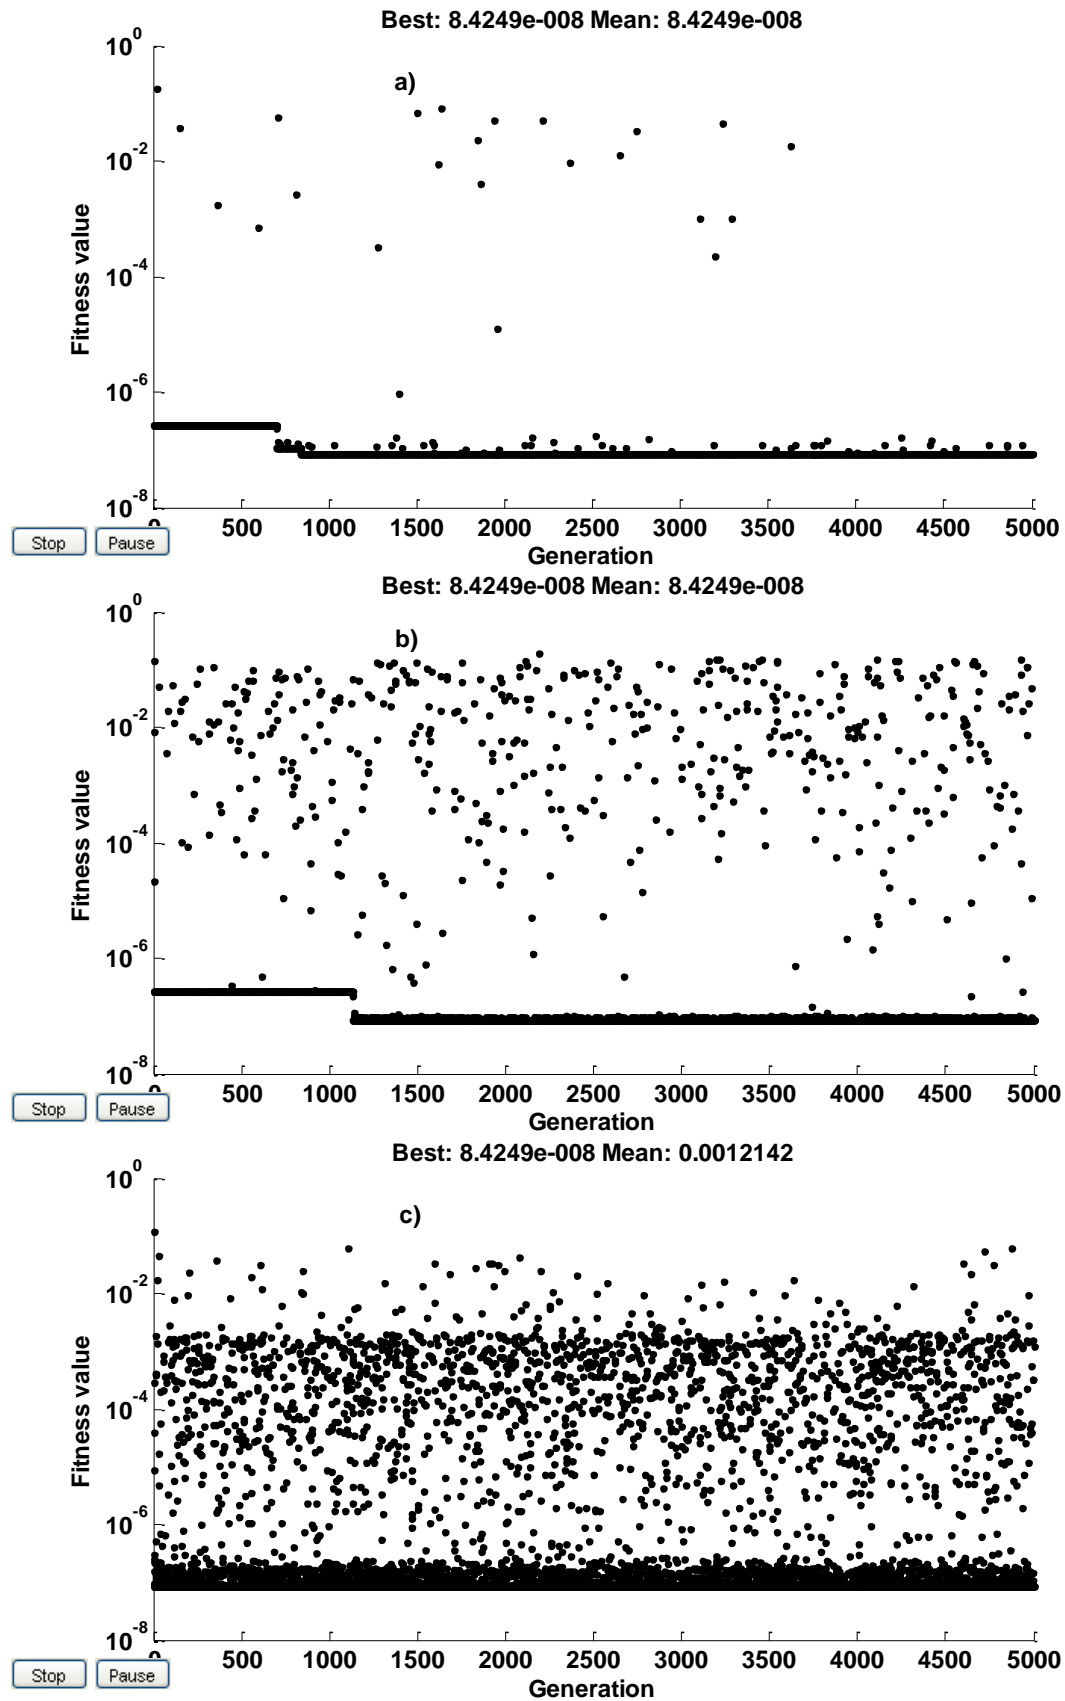 Best: 8.4249e-008 Mean: 8.4249e-008
10^0
a)
10^-2
10^-4
Fitness value
10^-6
10^-8
0 500 1000 1500 2000 2500 3000 3500 4000 4500 5000
Stop Pause
Generation
Best: 8.4249e-008 Mean: 8.4249e-008
10^0
b)
10^-2
10^-4
Fitness value
10^-6
10^-8
0 500 1000 1500 2000 2500 3000 3500 4000 4500 5000
Stop Pause
Generation
Best: 8.4249e-008 Mean: 0.0012142
10^0
c)
10^-2
10^-4
Fitness value
10^-6
10^-8
0 500 1000 1500 2000 2500 3000 3500 4000 4500 5000
Stop Pause
Generation